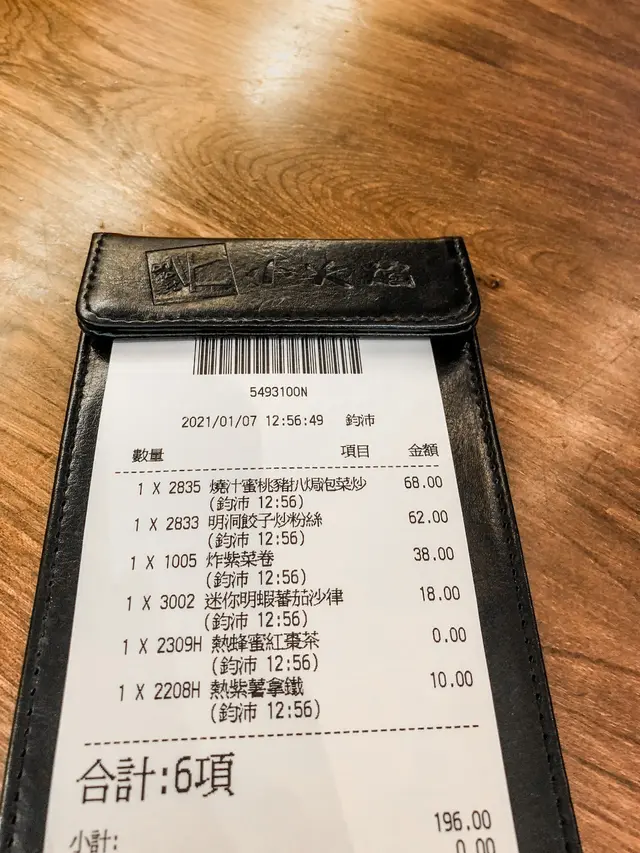 5493100N
2021/01/07 12:56:49 鈞沛
數量 項目 金額
1 X 2835 燒汁蜜桃豬扒焗泡菜炒 68.00
(鈞沛 12:56)
1 X 2833 明洞餃子炒粉絲 62.00
(鈞沛 12:56)
1 X 1005 炸紫菜卷 38.00
(鈞沛 12:56)
1 X 3002 迷你明蝦蕃茄沙律 18.00
(鈞沛 12:56)
1 X 2309H 熱蜂蜜紅棗茶 0.00
(鈞沛 12:56)
1 X 2208H 熱紫薯拿鐵 10.00
(鈞沛 12:56)
合計:6項
小計: 196.00
0.00